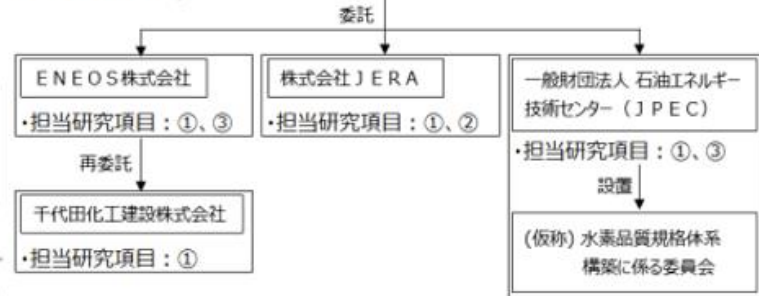 委託
ＥＮＥＯＳ株式会社
・担当研究項目：①、③
株式会社ＪＥＲＡ
・担当研究項目：①、②
一般財団法人 石油エネルギー
技術センター（ＪＰＥＣ）
・担当研究項目：①、③
再委託
千代田化工建設株式会社
・担当研究項目：①
設置
(仮称) 水素品質規格体系
構築に係る委員会